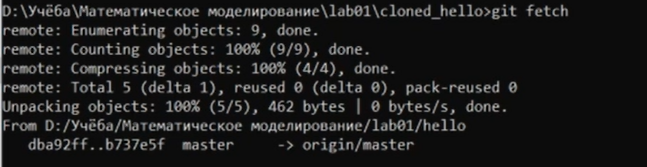 D:\Учёба\Математическое моделирование\lab01\cloned_hello>git fetch
remote: Enumerating objects: 9, done.
remote: Counting objects: 100% (9/9), done.
remote: Compressing objects: 100% (4/4), done.
remote: Total 5 (delta 1), reused 0 (delta 0), pack-reused 0
Unpacking objects: 100% (5/5), 462 bytes | 0 bytes/s, done.
From D:/Учёба/Математическое моделирование/lab01/hello
   dba92ff..b737e5f  master     -> origin/master